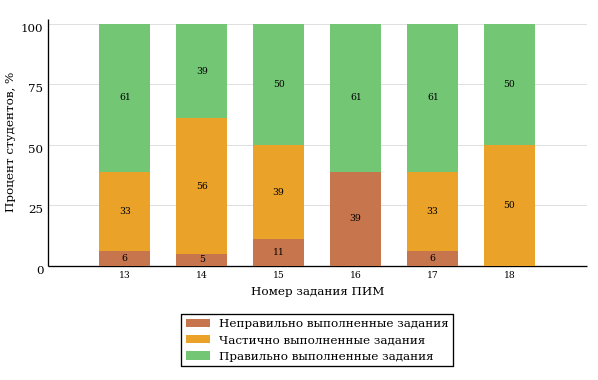 Процент студентов, %
100
75
50
25
0
61 39 50 61 61 50
33 56 39 39 33 50
6 5 11 6
13 14 15 16 17 18
Номер задания ПИМ
Неправильно выполненные задания
Частично выполненные задания
Правильно выполненные задания